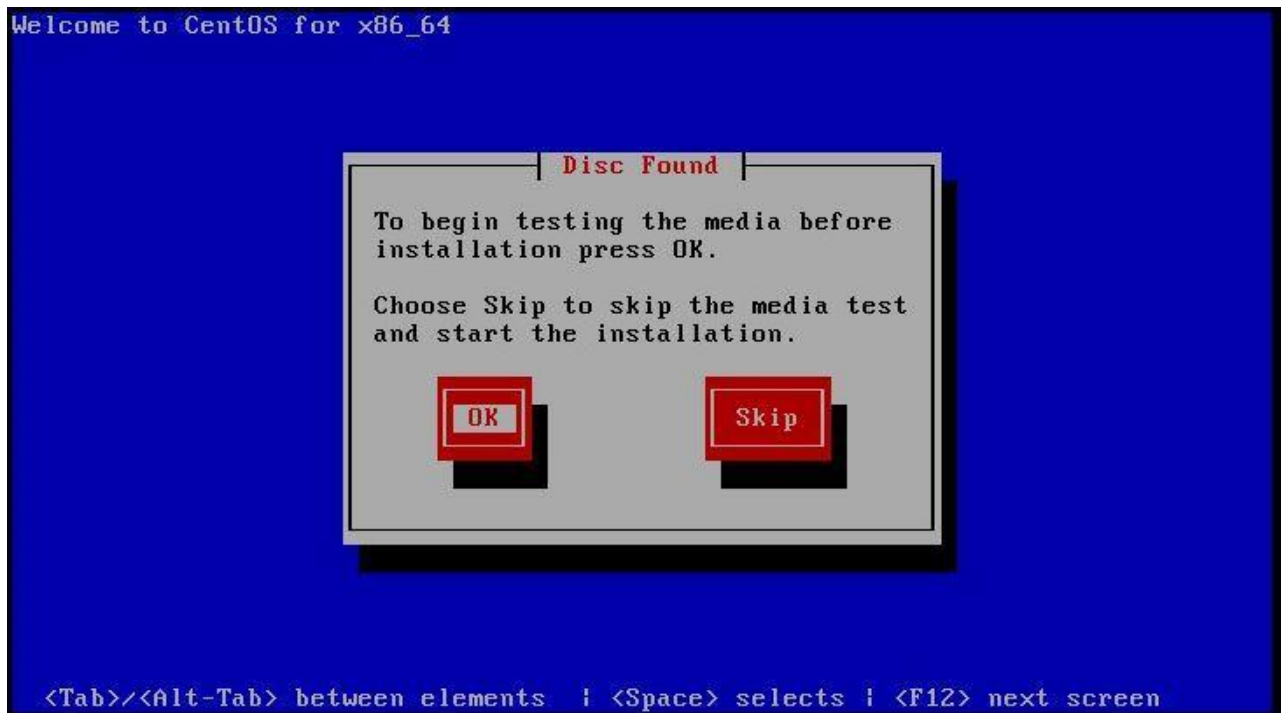 Welcome to CentOS for x86_64
Disc Found
To begin testing the media before
installation press OK.
Choose Skip to skip the media test
and start the installation.
OK Skip
<Tab>/<Alt-Tab> between elements | <Space> selects | <F12> next screen